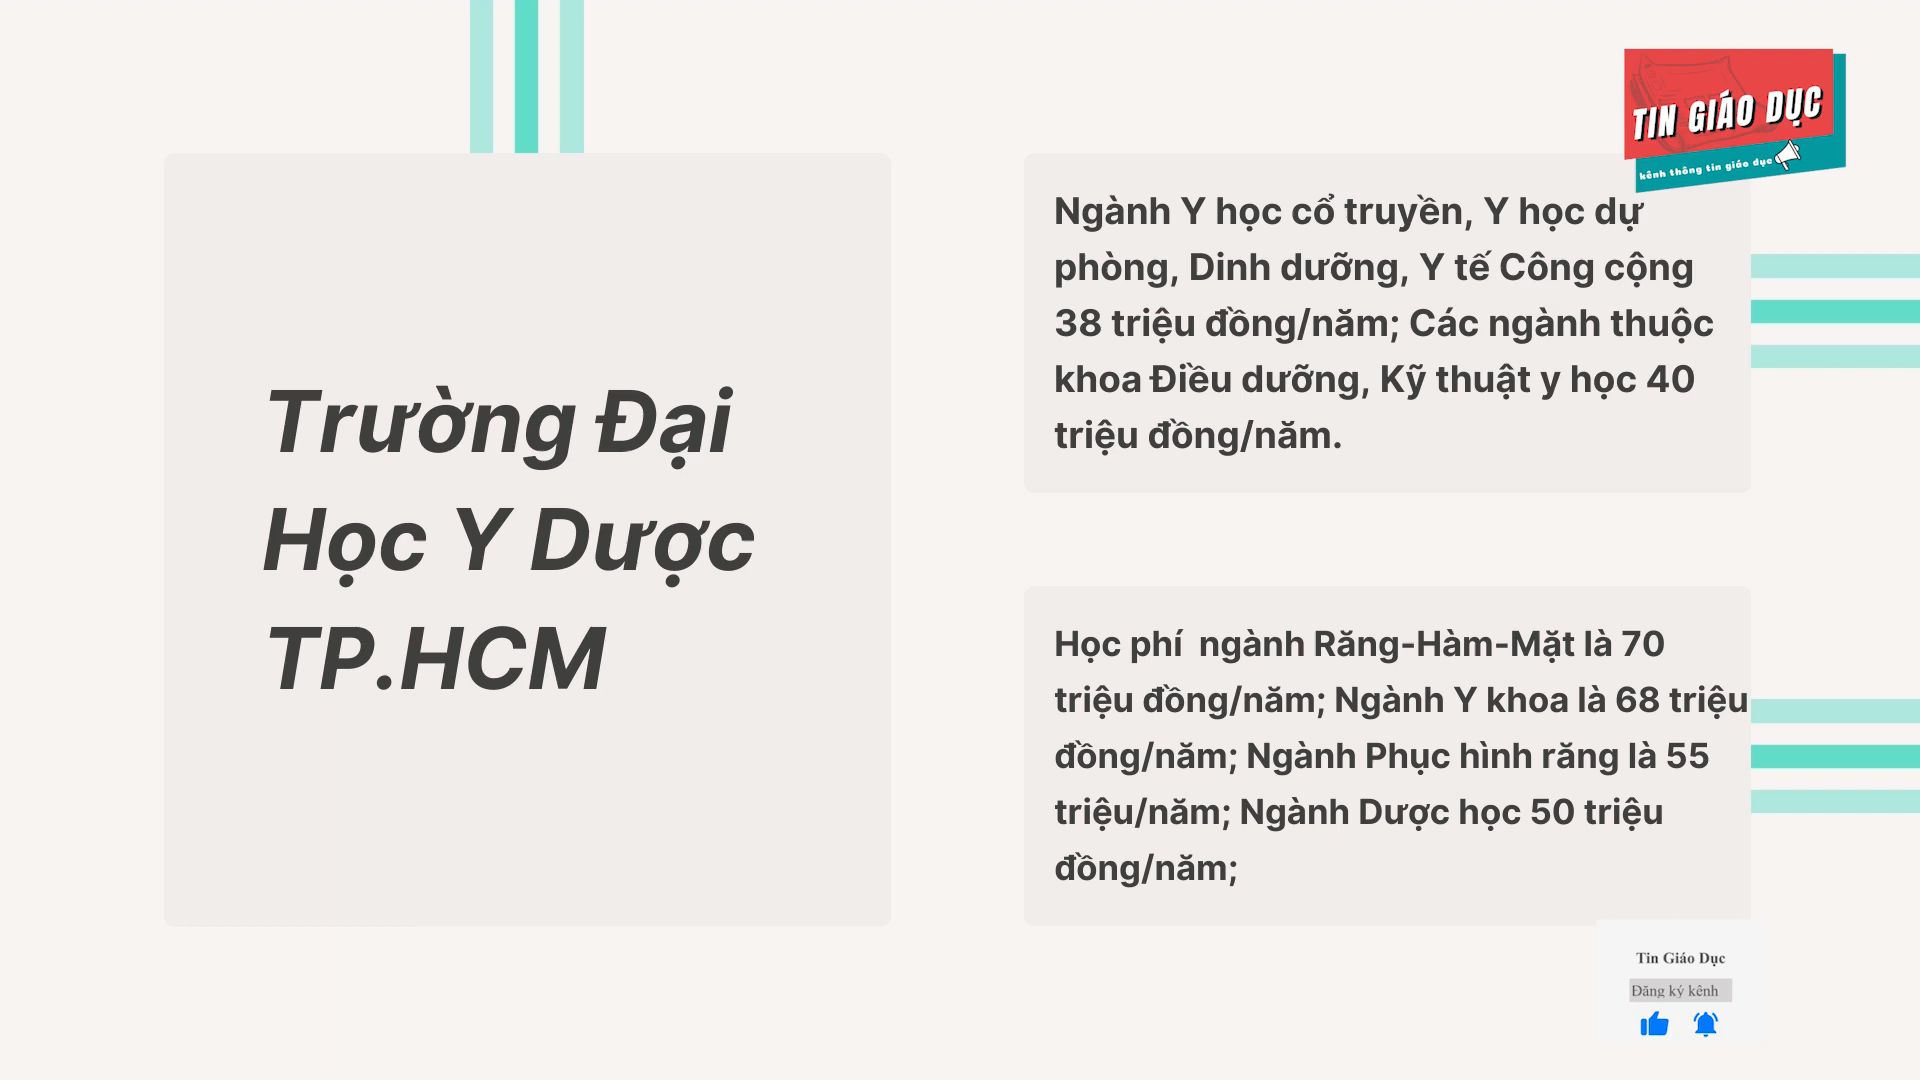 Trường Đại
Học Y Dược
TP.HCM
TIN GIÁO DỤC
kênh thông tin giáo dục
Ngành Y học cổ truyền, Y học dự
phòng, Dinh dưỡng, Y tế Công cộng
38 triệu đồng/năm; Các ngành thuộc
khoa Điều dưỡng, Kỹ thuật y học 40
triệu đồng/năm.
Học phí  ngành Răng-Hàm-Mặt là 70
triệu đồng/năm; Ngành Y khoa là 68 triệu
đồng/năm; Ngành Phục hình răng là 55
triệu/năm; Ngành Dược học 50 triệu
đồng/năm;
Tin Giáo Dục
Đăng ký kênh